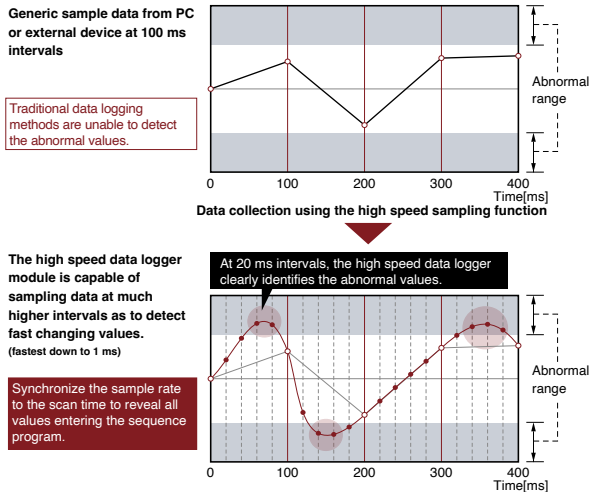 Generic sample data from PC
or external device at 100 ms
intervals
Traditional data logging
methods are unable to detect
the abnormal values.
Abnormal
range
0 100 200 300 400
Time[ms]
Data collection using the high speed sampling function
The high speed data logger
module is capable of
sampling data at much
higher intervals as to detect
fast changing values.
(fastest down to 1 ms)
At 20 ms intervals, the high speed data logger
clearly identifies the abnormal values.
Synchronize the sample rate
to the scan time to reveal all
values entering the sequence
program.
Abnormal
range
0 100 200 300 400
Time[ms]